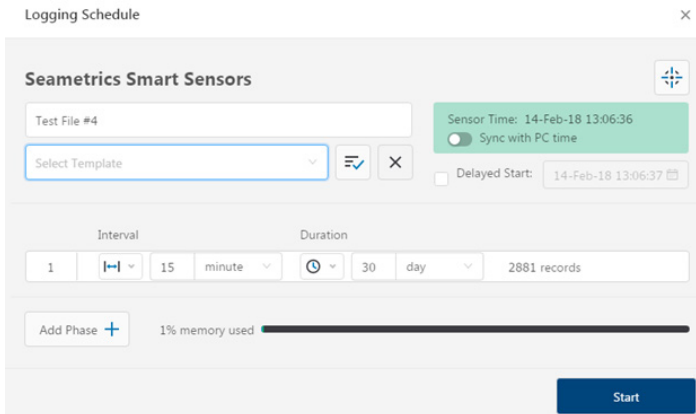 Logging Schedule
Seametrics Smart Sensors
Test File #4
Sensor Time: 14-Feb-18 13:06:36
Sync with PC time
Select Template
Delayed Start: 14-Feb-18 13:06:37
Interval Duration
1 15 minute 30 day 2881 records
Add Phase 1% memory used
Start